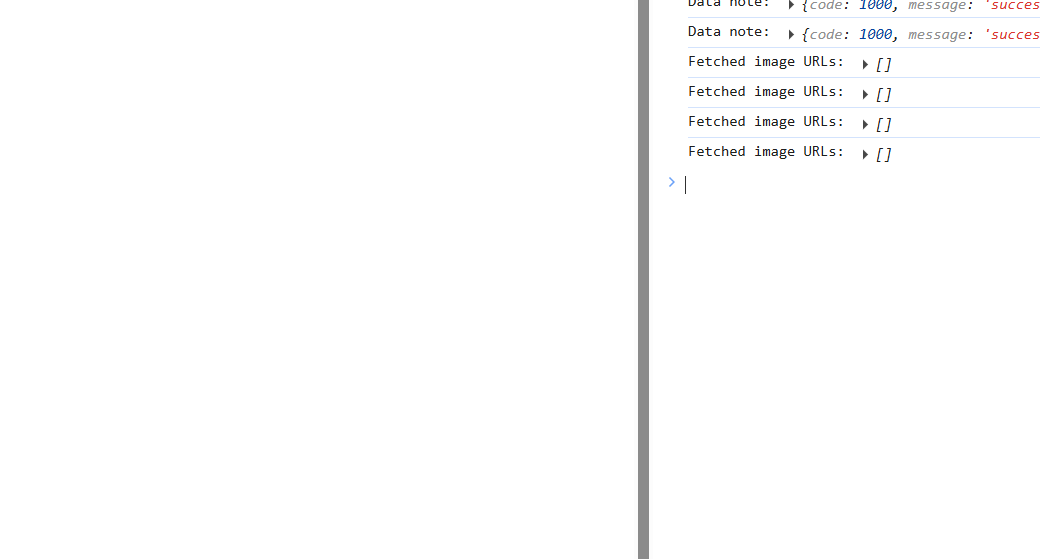 Data note: {code: 1000, message: 'succes
Data note: {code: 1000, message: 'succes
Fetched image URLs: []
Fetched image URLs: []
Fetched image URLs: []
Fetched image URLs: []